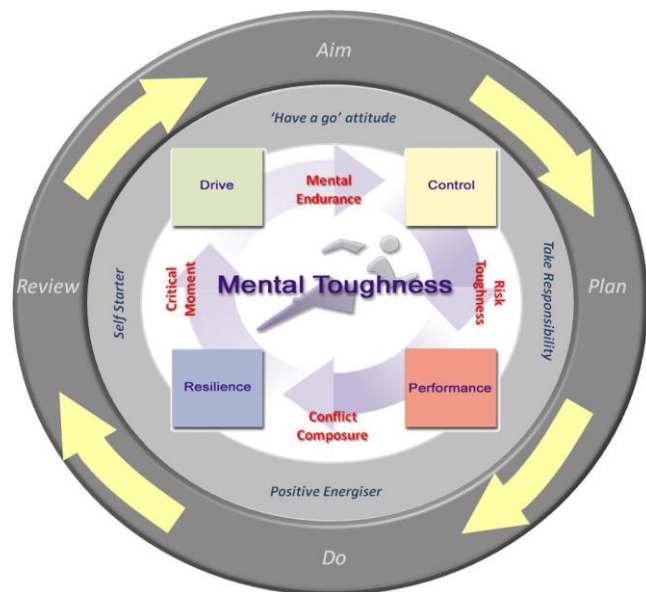 Aim
'Have a go' attitude
Drive
Mental
Endurance
Control
Review
Self Starter
Critical
Moment
Mental Toughness
Risk
Toughness
Take Responsibility
Plan
Resilience
Conflict
Composure
Performance
Positive Energiser
Do